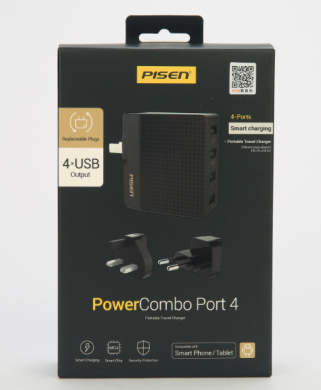 PISEN
Replaceable Plugs
4×USB
Output
4-Ports
Smart charging
- Portable Travel Charger
PowerCombo Port 4
Portable Travel Charger
Smart Charging
Smart Chip
Security Protection
Compatible with
Smart Phone / Tablet